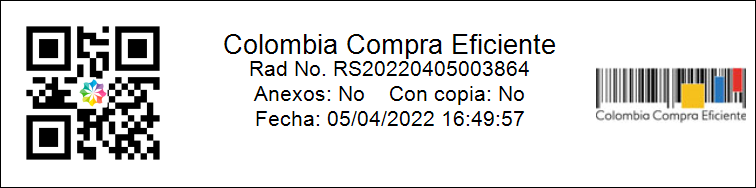 Colombia Compra Eficiente
Rad No. RS20220405003864
Anexos: No    Con copia: No
Fecha: 05/04/2022 16:49:57
Colombia Compra Eficiente